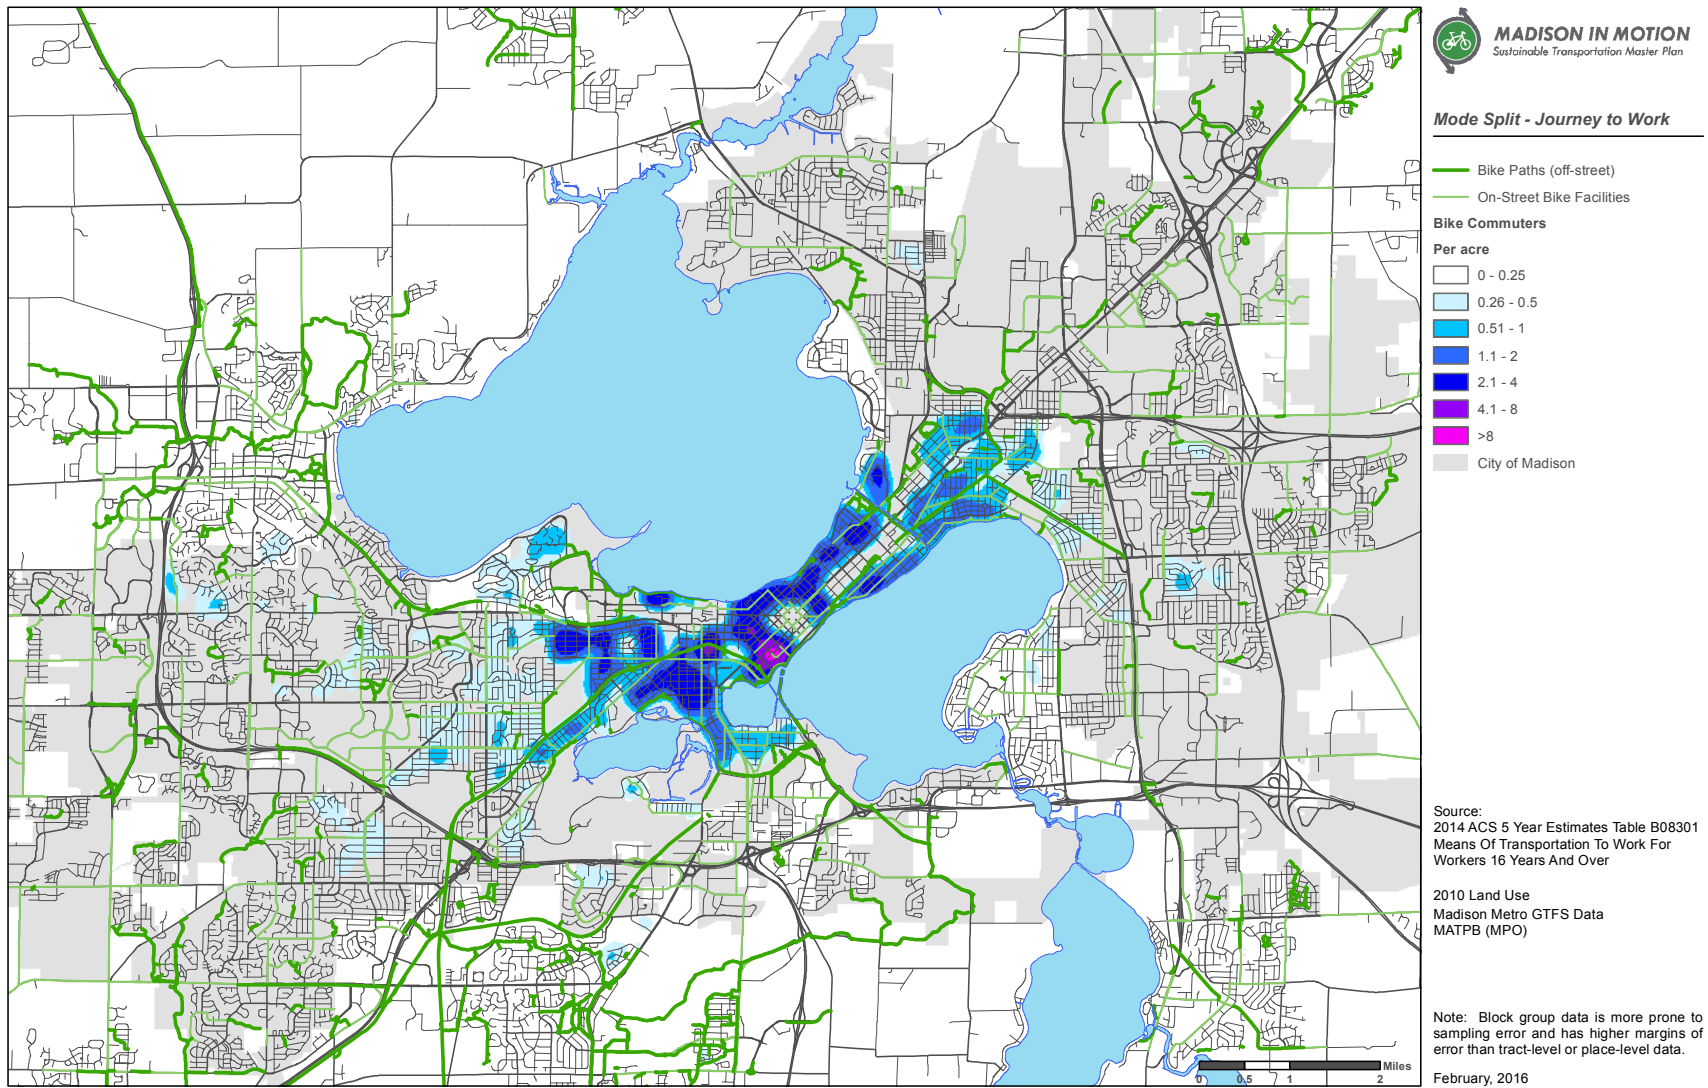 MADISON IN MOTION
Sustainable Transportation Master Plan
Mode Split - Journey to Work
Bike Paths (off-street)
On-Street Bike Facilities
Bike Commuters
Per acre
0 - 0.25
0.26 - 0.5
0.51 - 1
1.1 - 2
2.1 - 4
4.1 - 8
>8
City of Madison
Source:
2014 ACS 5 Year Estimates Table B08301
Means Of Transportation To Work For
Workers 16 Years And Over
2010 Land Use
Madison Metro GTFS Data
MATPB (MPO)
Note: Block group data is more prone to
sampling error and has higher margins of
error than tract-level or place-level data.
February, 2016
Miles
0 0.5 1 2